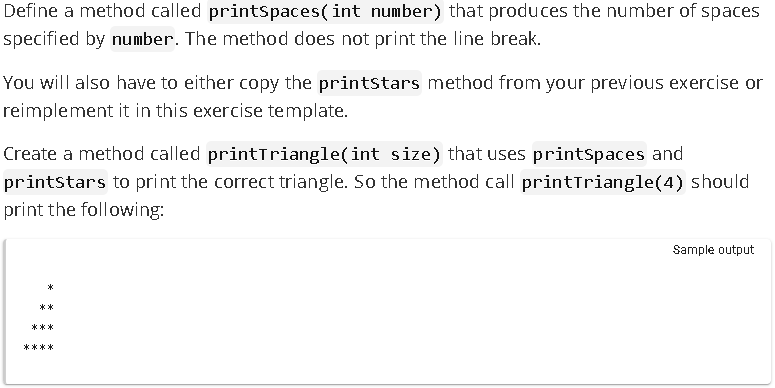 Define a method called printSpaces(int number) that produces the number of spaces
specified by number. The method does not print the line break.
You will also have to either copy the printStars method from your previous exercise or
reimplement it in this exercise template.
Create a method called printTriangle(int size) that uses printSpaces and
printStars to print the correct triangle. So the method call printTriangle(4) should
print the following:
Sample output
   *
  **
 ***
****